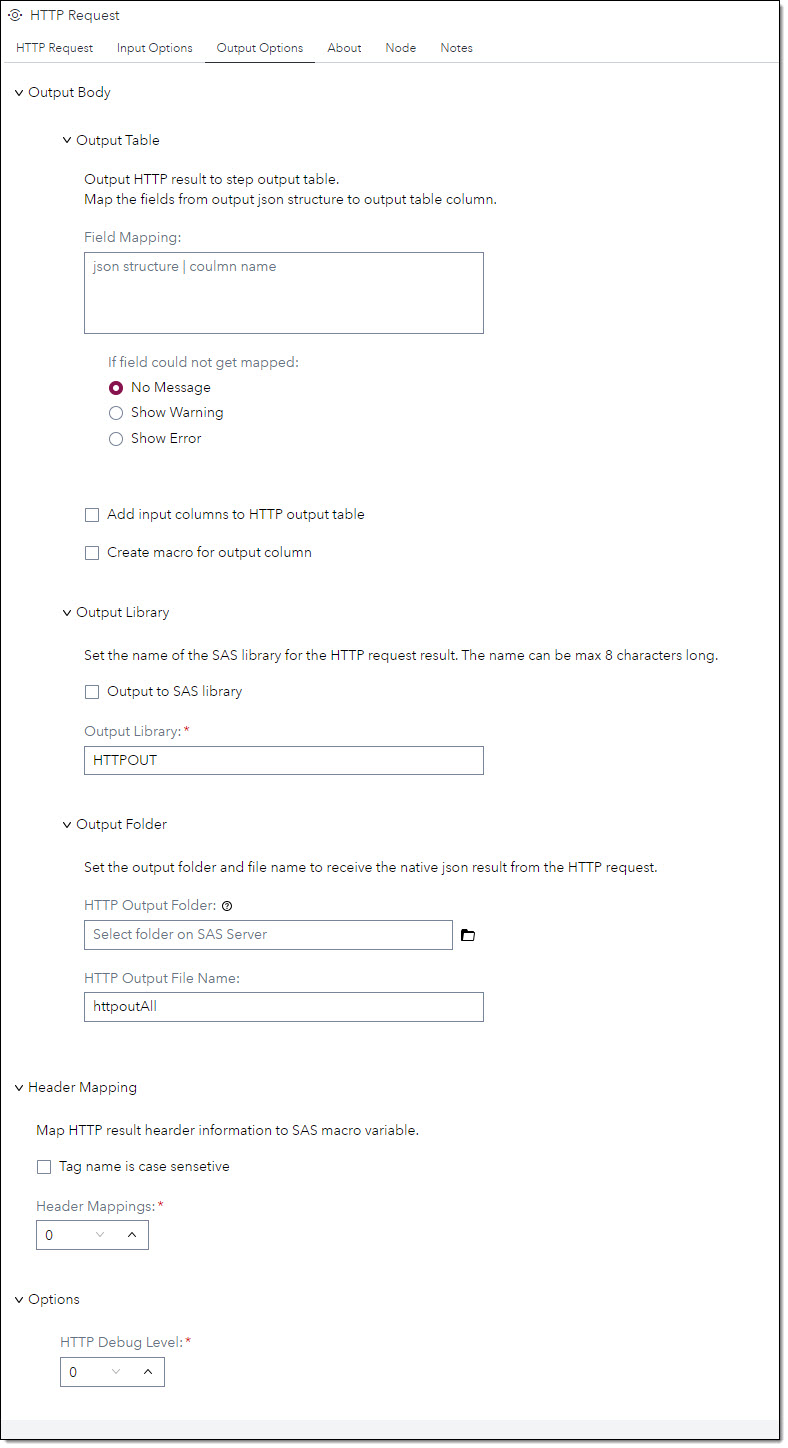 HTTP Request
HTTP Request Input Options Output Options About Node Notes
Output Body
Output Table
Output HTTP result to step output table.
Map the fields from output json structure to output table column.
Field Mapping:
json structure | coulmn name
If field could not get mapped:
No Message
Show Warning
Show Error
Add input columns to HTTP output table
Create macro for output column
Output Library
Set the name of the SAS library for the HTTP request result. The name can be max 8 characters long.
Output to SAS library
Output Library: *
HTTPOUT
Output Folder
Set the output folder and file name to receive the native json result from the HTTP request.
HTTP Output Folder:
Select folder on SAS Server
HTTP Output File Name:
httpoutAll
Header Mapping
Map HTTP result hearder information to SAS macro variable.
Tag name is case sensetive
Header Mappings: *
0
Options
HTTP Debug Level: *
0